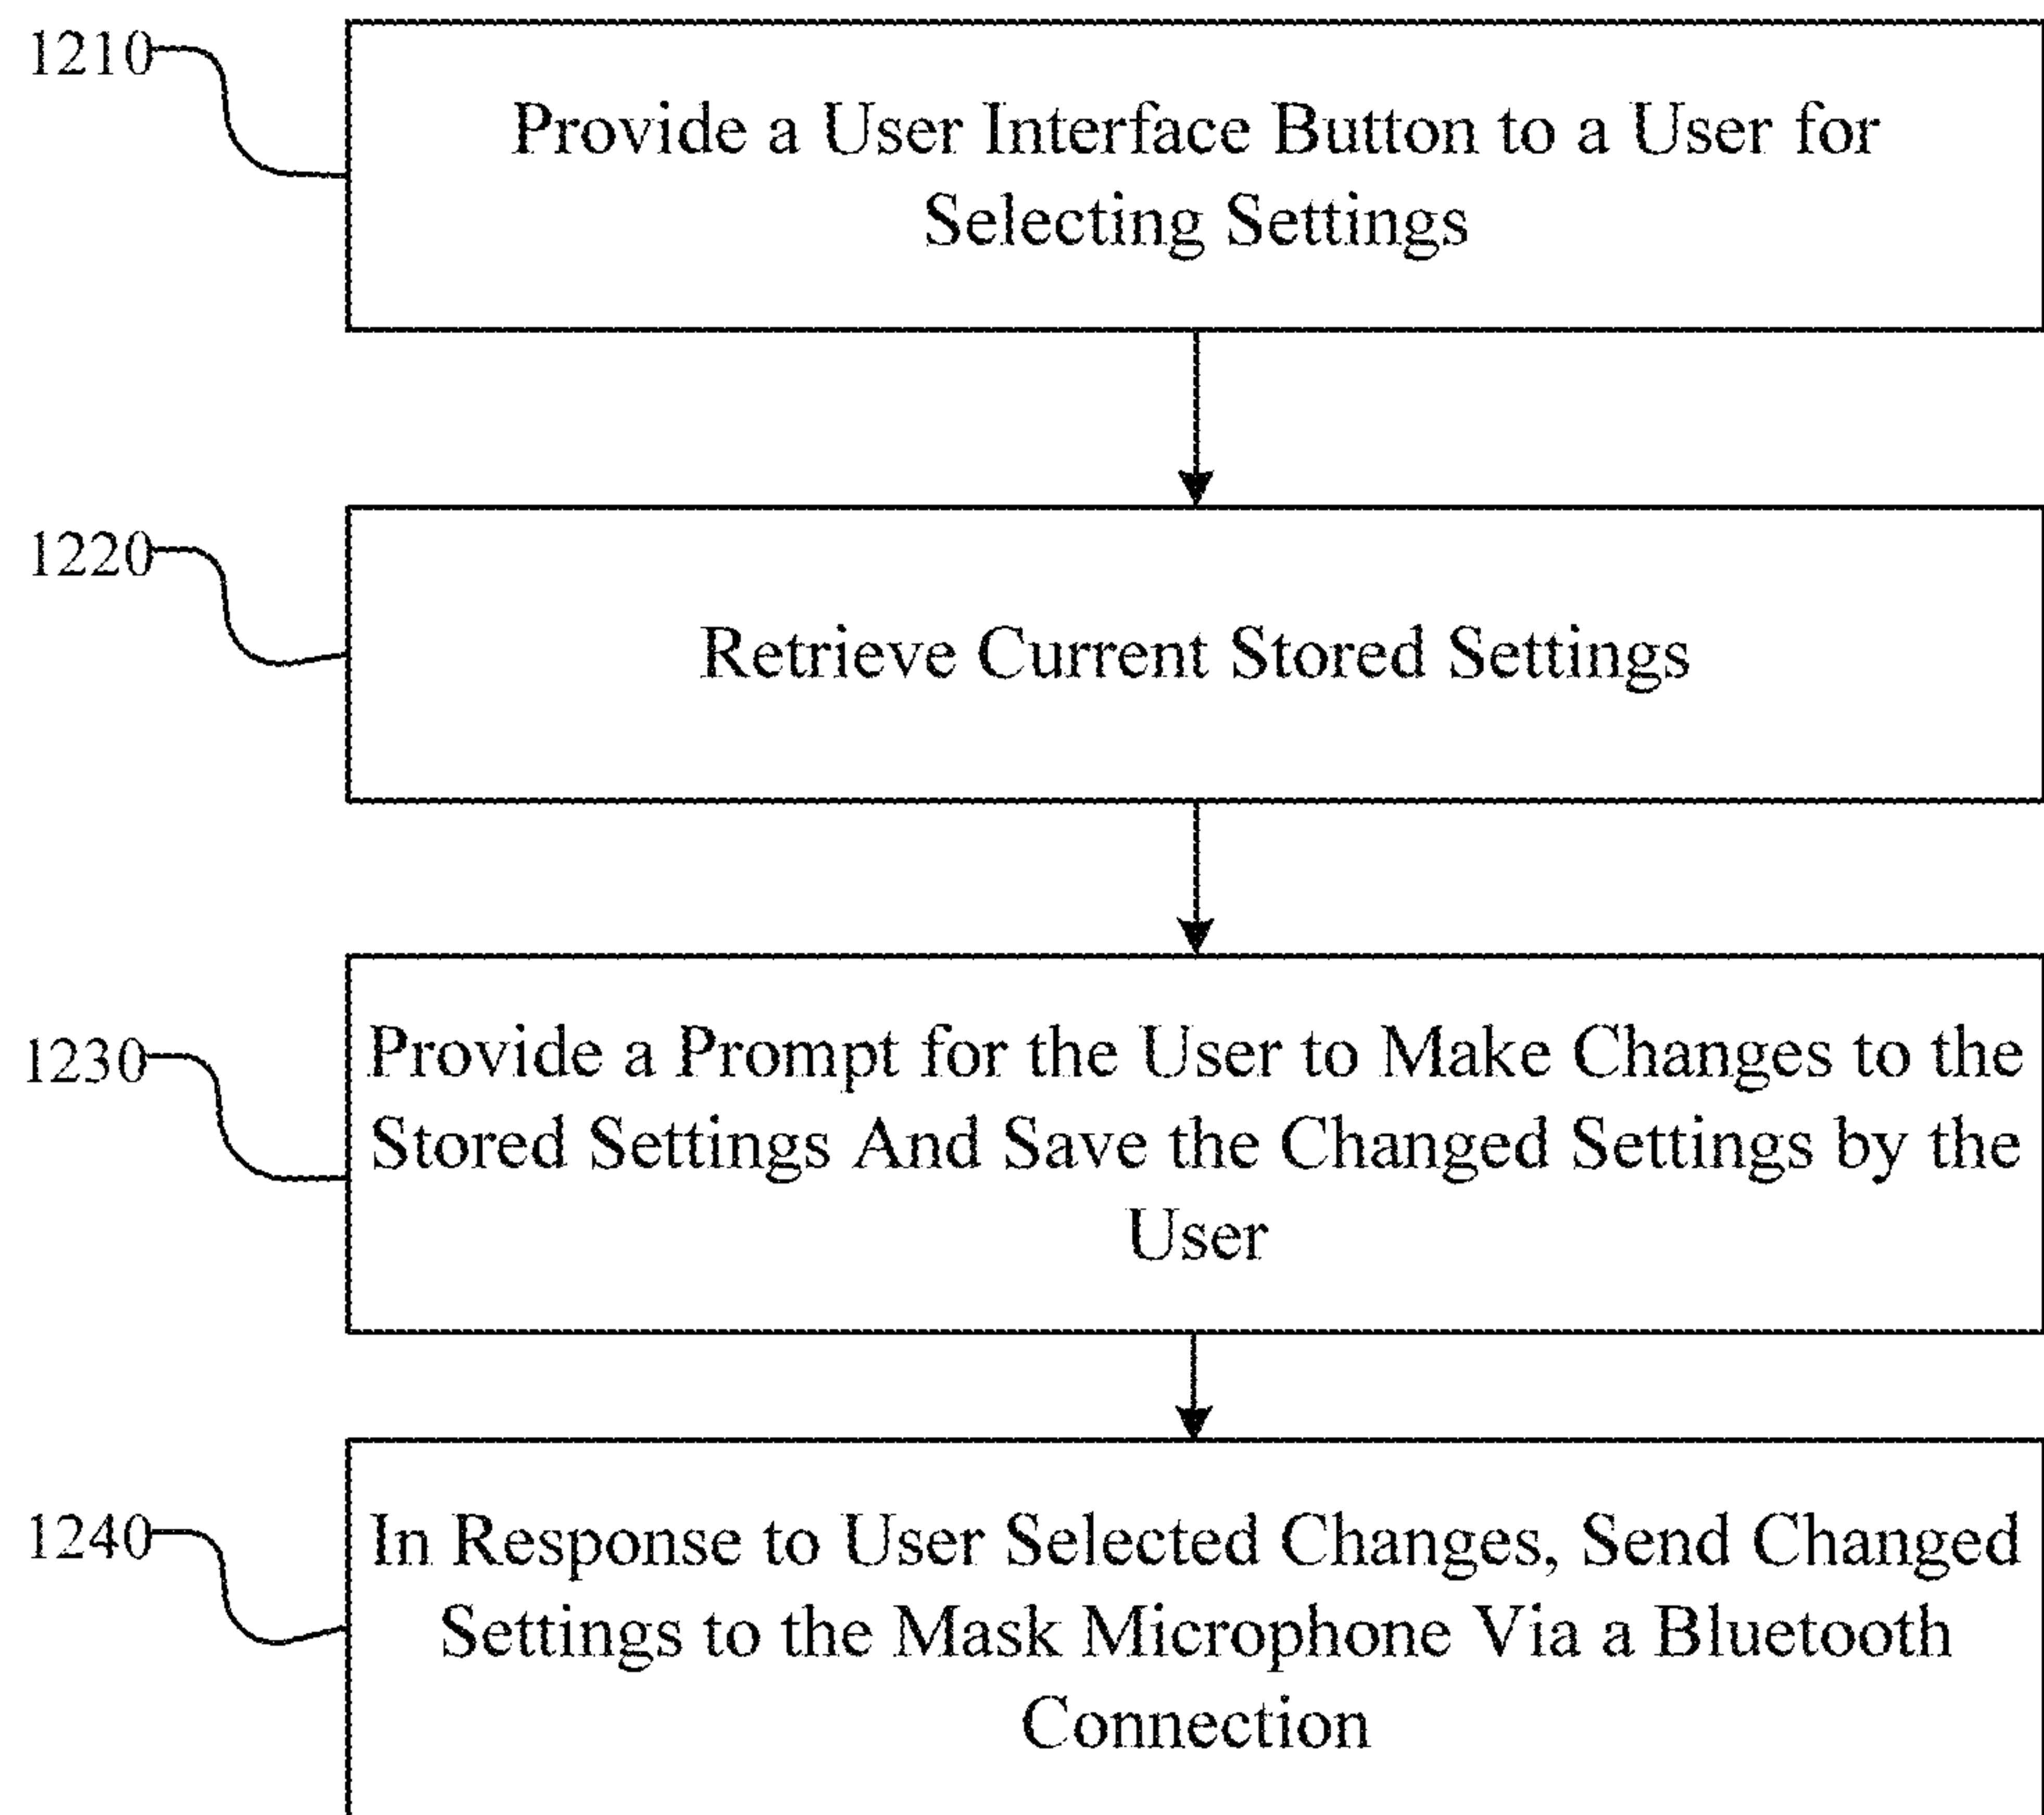 1210
Provide a User Interface Button to a User for
Selecting Settings
1220
Retrieve Current Stored Settings
1230
Provide a Prompt for the User to Make Changes to the
Stored Settings And Save the Changed Settings by the
User
1240
In Response to User Selected Changes, Send Changed
Settings to the Mask Microphone Via a Bluetooth
Connection